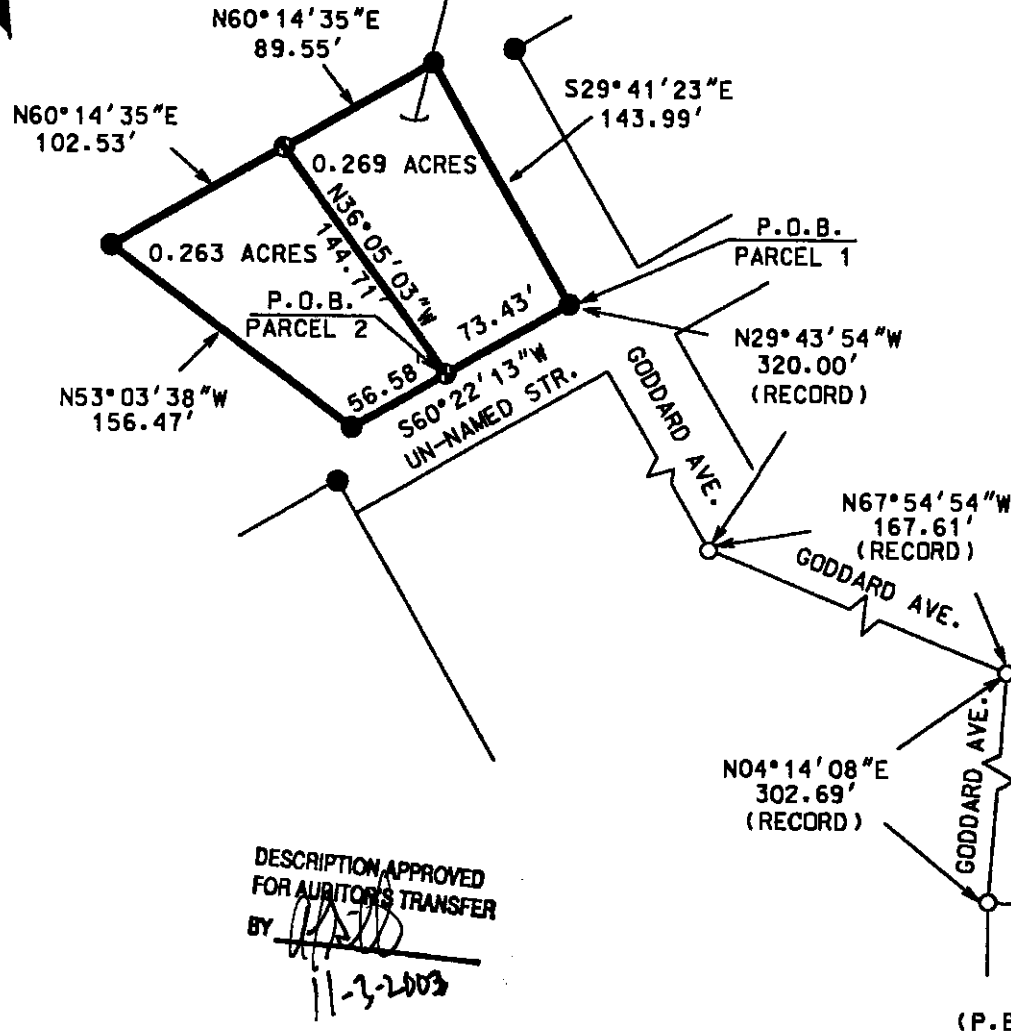 N60°14'35"E
89.55'
N60°14'35"E
102.53'
S29°41'23"E
143.99'
0.269 ACRES
N36°05'03"W
144.71'
0.263 ACRES
P.O.B.
PARCEL 1
P.O.B.
PARCEL 2
73.43'
N29°43'54"W
320.00'
(RECORD)
N53°03'38"W
156.47'
56.58'
S60°22'13"W
UN-NAMED STR.
GODDARD AVE.
N67°54'54"W
167.61'
(RECORD)
GODDARD AVE.
N04°14'08"E
302.69'
(RECORD)
GODDARD AVE.
DESCRIPTION APPROVED
FOR AUDITOR'S TRANSFER
BY
11-3-2003
(P.B